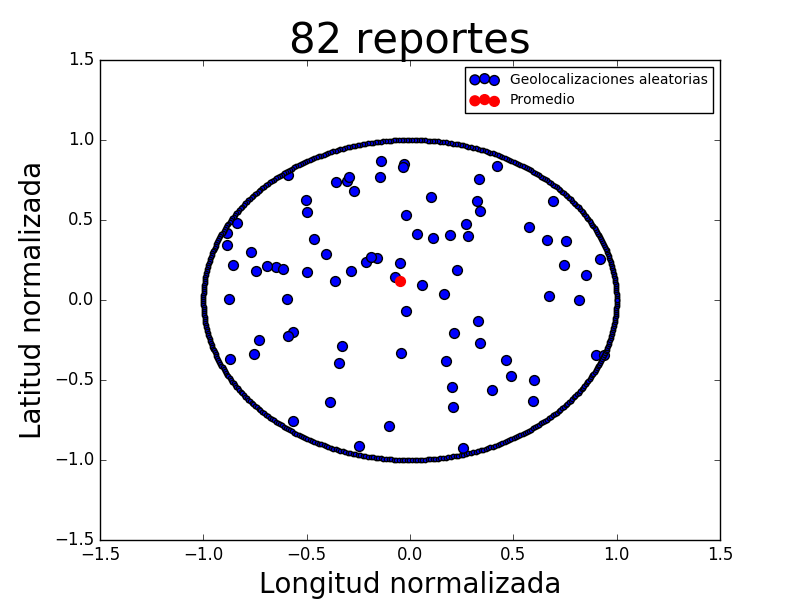 82 reportes
Geolocalizaciones aleatorias
Promedio
1.5
1.0
0.5
0.0
−0.5
−1.0
−1.5
−1.5
−1.0
−0.5
0.0
0.5
1.0
1.5
Latitud normalizada
Longitud normalizada